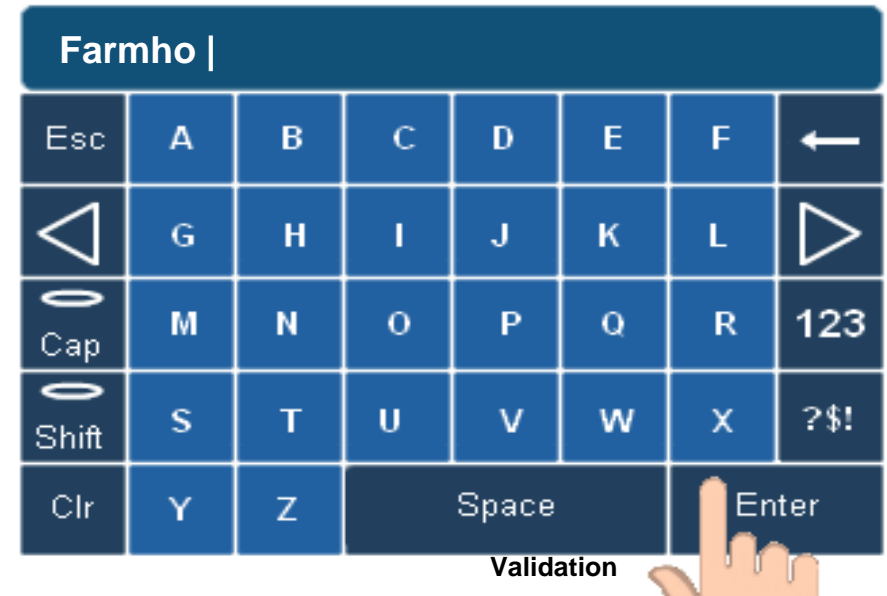 Farmho |
Esc A B C D E F
G H I J K L
M N O P Q R 123
Cap
S T U V W X ?$!
Shift
Clr Y Z Space Enter
Validation